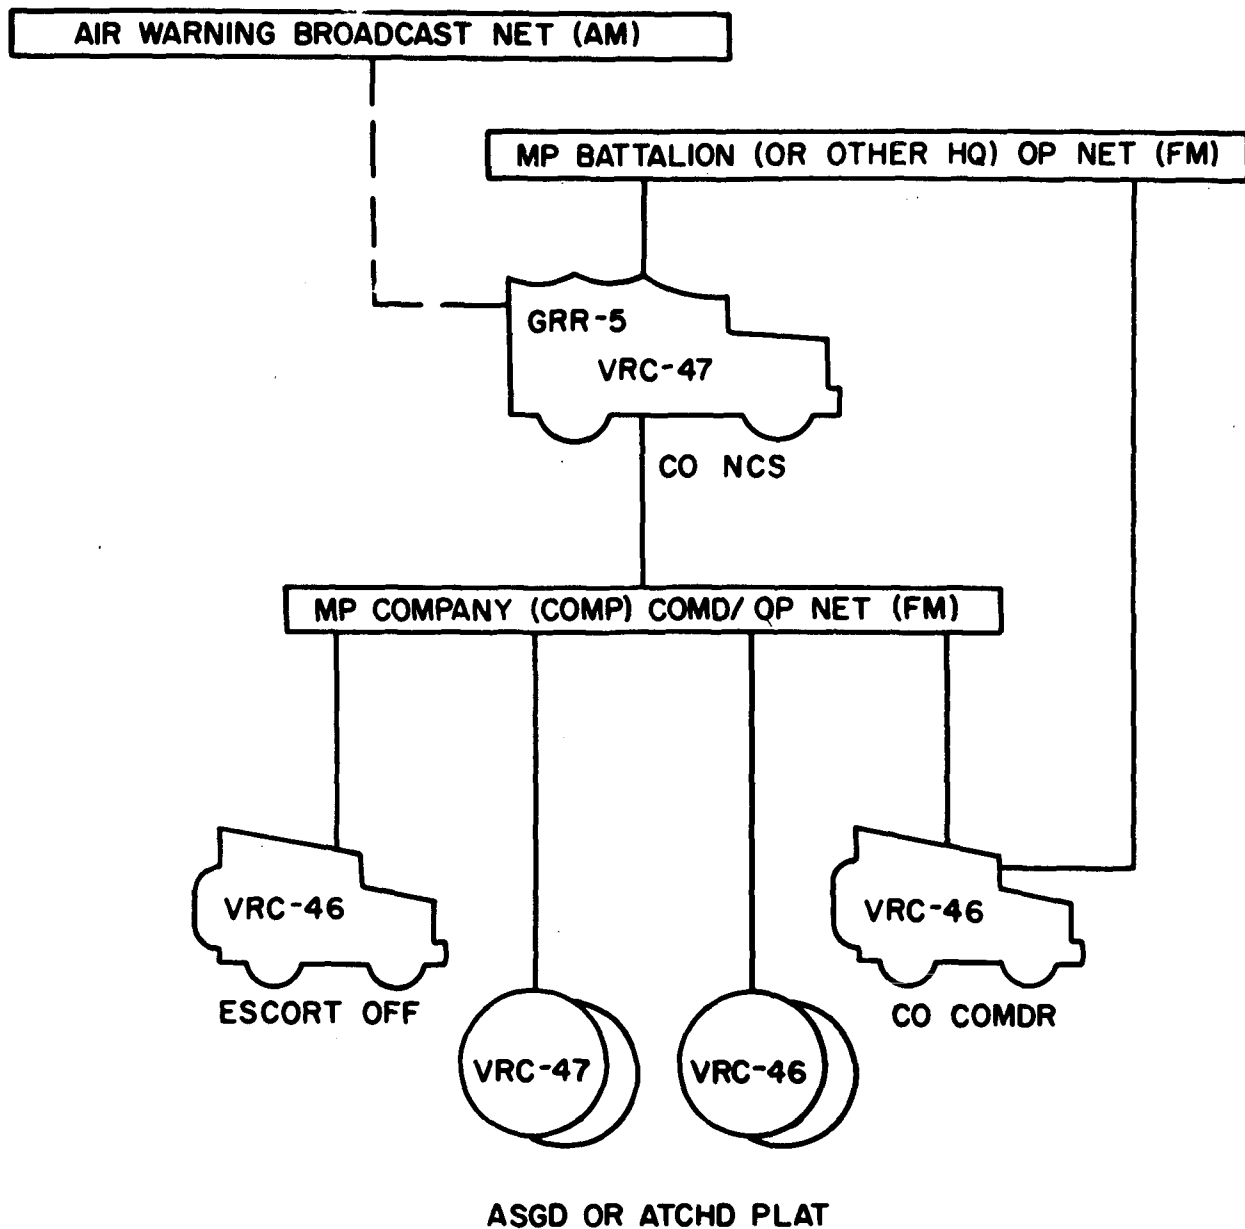 AIR WARNING BROADCAST NET (AM)
MP BATTALION (OR OTHER HQ) OP NET (FM)
GRR-5
VRC-47
CO NCS
MP COMPANY (COMP) COMD/ OP NET (FM)
VRC-46
VRC-46
ESCORT OFF
CO COMDR
VRC-47
VRC-46
ASGD OR ATCHD PLAT